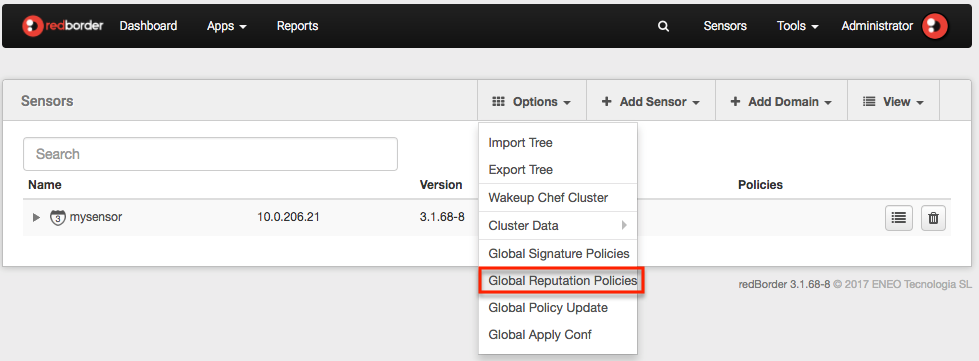 redborder Dashboard Apps Reports Sensors Tools Administrator
Sensors Options Add Sensor Add Domain View
Search
Import Tree
Export Tree
Name Version Policies
Wakeup Chef Cluster
3 mysensor 10.0.206.21 3.1.68-8
Cluster Data
Global Signature Policies
Global Reputation Policies
redBorder 3.1.68-8 © 2017 ENEO Tecnologia SL
Global Policy Update
Global Apply Conf